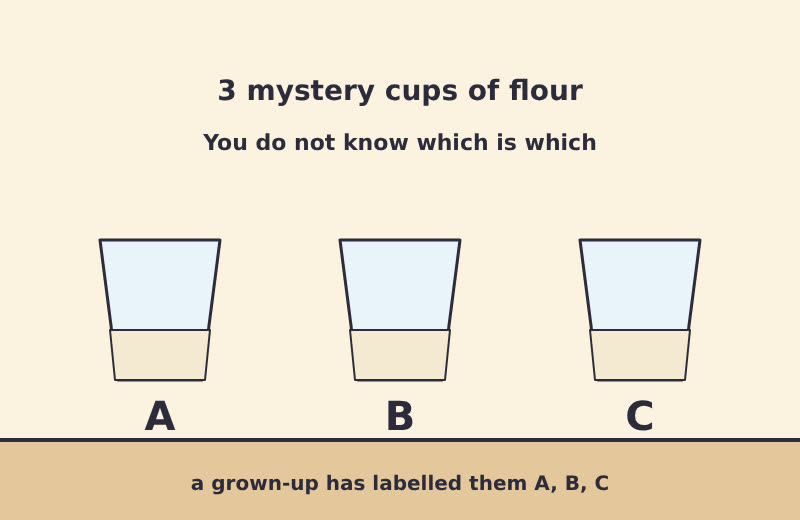 3 mystery cups of flour
You do not know which is which
A B C
a grown-up has labelled them A, B, C